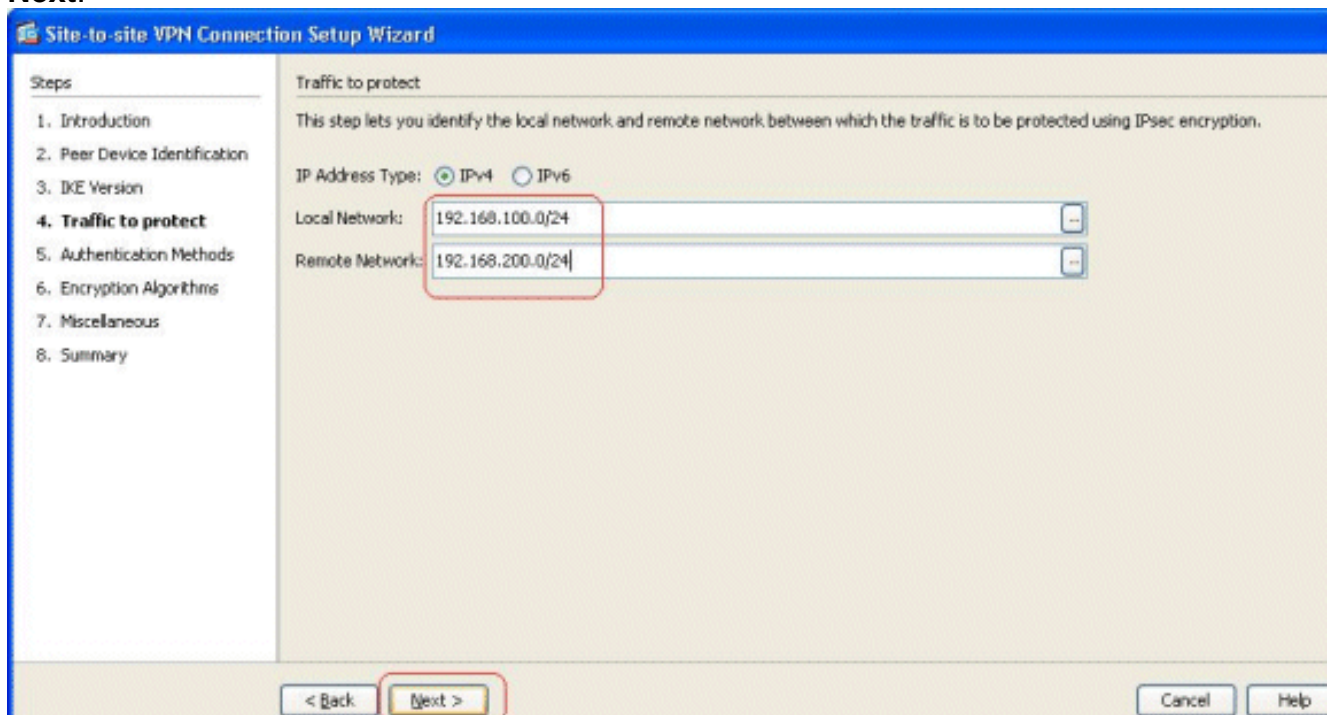 Next.
Site-to-site VPN Connection Setup Wizard
Steps
1. Introduction
2. Peer Device Identification
3. IKE Version
4. Traffic to protect
5. Authentication Methods
6. Encryption Algorithms
7. Miscellaneous
8. Summary
Traffic to protect
This step lets you identify the local network and remote network between which the traffic is to be protected using IPsec encryption.
IP Address Type: IPv4 IPv6
Local Network: 192.168.100.0/24 ...
Remote Network: 192.168.200.0/24 ...
< Back Next > Cancel Help